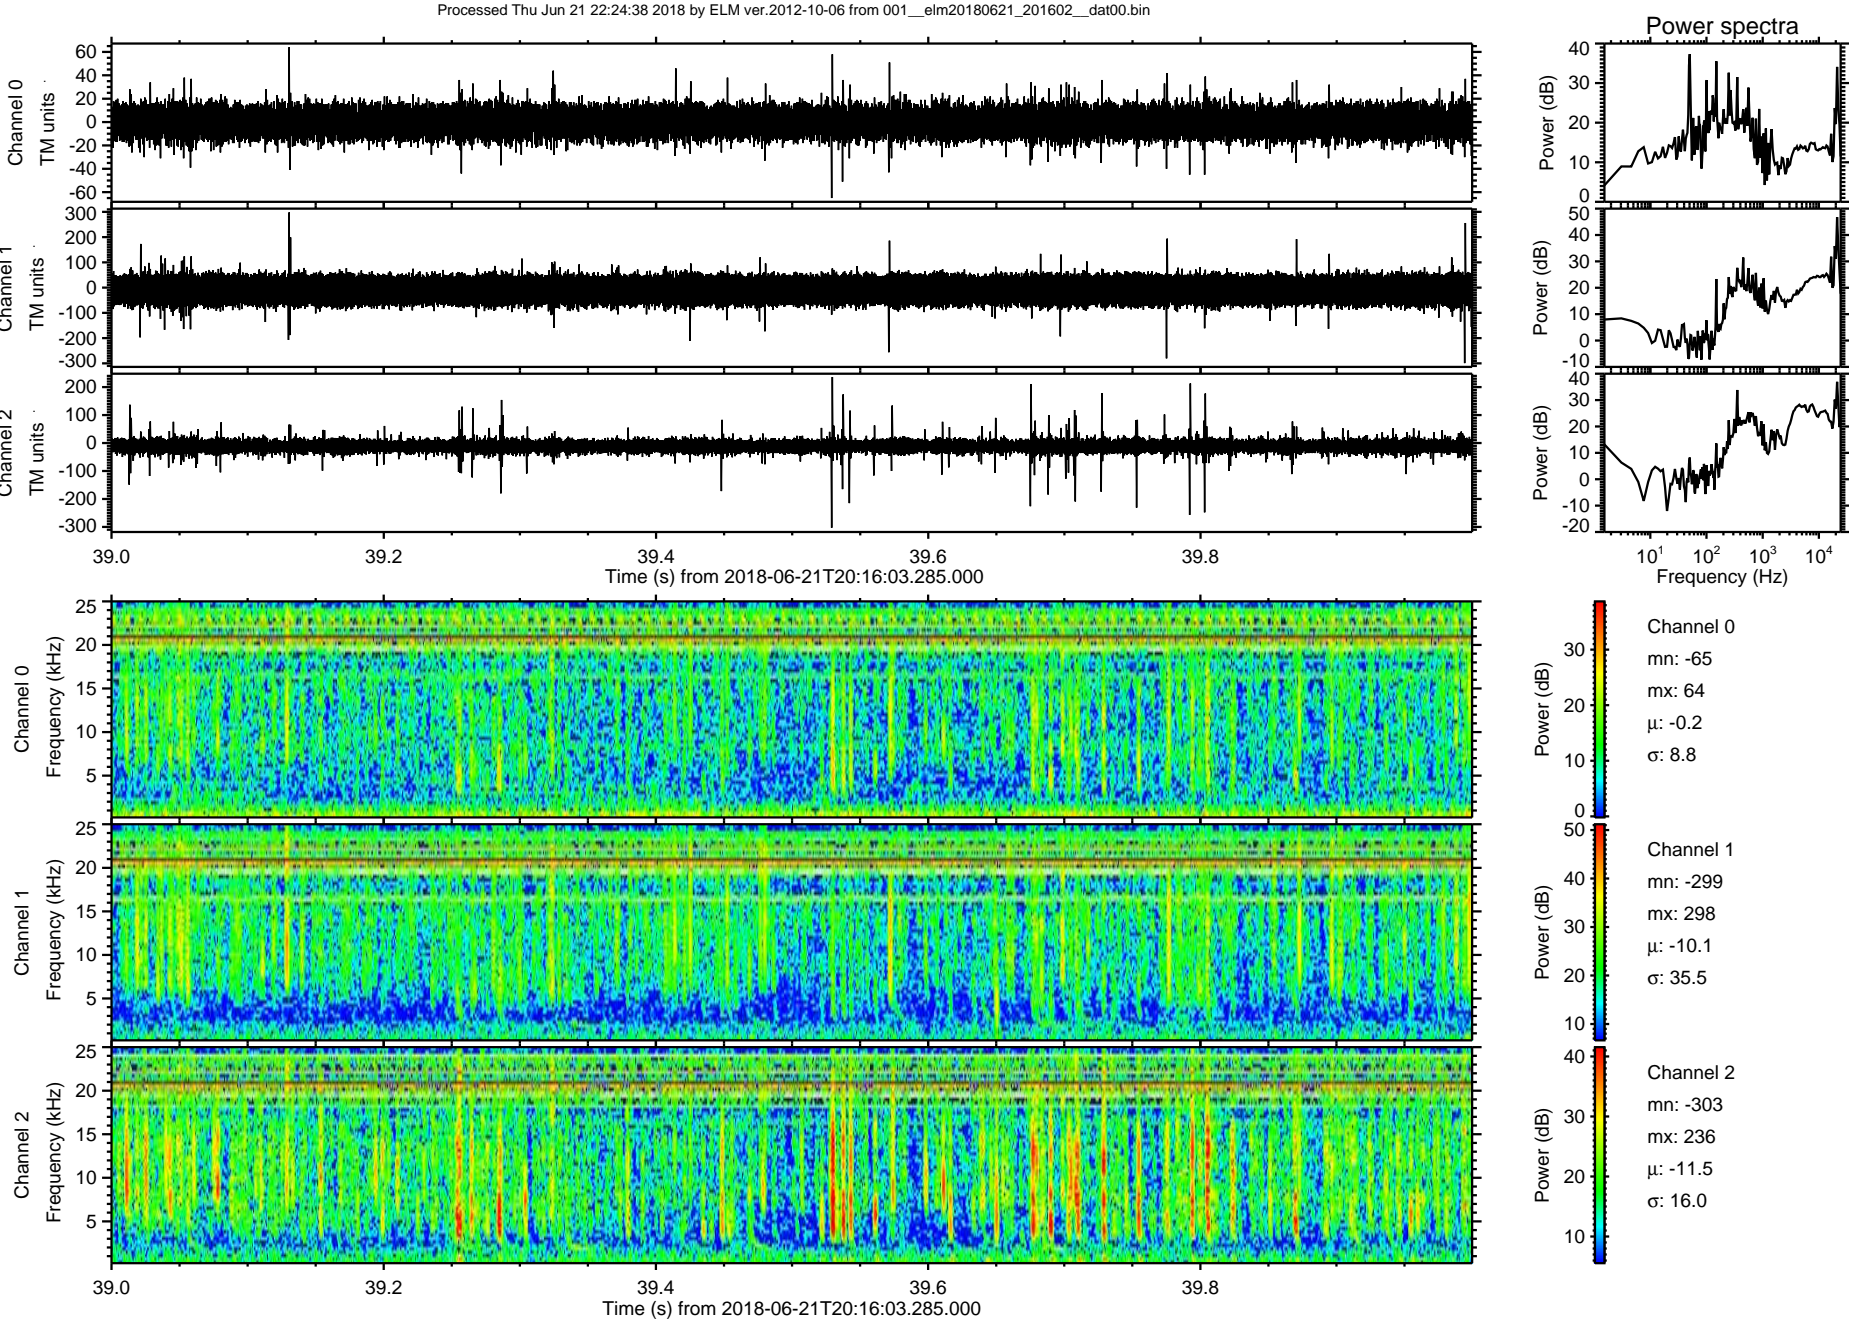 Processed Thu Jun 21 22:24:38 2018 by ELM ver.2012-10-06 from 001__elm20180621_201602__dat00.bin
Power spectra
Channel 0
TM units
60
40
20
0
-20
-40
-60
Power (dB)
40
30
20
10
0
Channel 1
TM units
300
200
100
0
-100
-200
-300
Power (dB)
50
40
30
20
10
0
-10
Channel 2
TM units
200
100
0
-100
-200
-300
Power (dB)
40
30
20
10
0
-10
-20
39.0 39.2 39.4 39.6 39.8
Time (s) from 2018-06-21T20:16:03.285.000
10¹ 10² 10³ 10⁴
Frequency (Hz)
Channel 0
Frequency (kHz)
25
20
15
10
5
Power (dB)
30
20
10
0
Channel 0
mn: -65
mx: 64
μ: -0.2
σ: 8.8
Channel 1
Frequency (kHz)
25
20
15
10
5
Power (dB)
50
40
30
20
10
Channel 1
mn: -299
mx: 298
μ: -10.1
σ: 35.5
Channel 2
Frequency (kHz)
25
20
15
10
5
Power (dB)
40
30
20
10
Channel 2
mn: -303
mx: 236
μ: -11.5
σ: 16.0
39.0 39.2 39.4 39.6 39.8
Time (s) from 2018-06-21T20:16:03.285.000